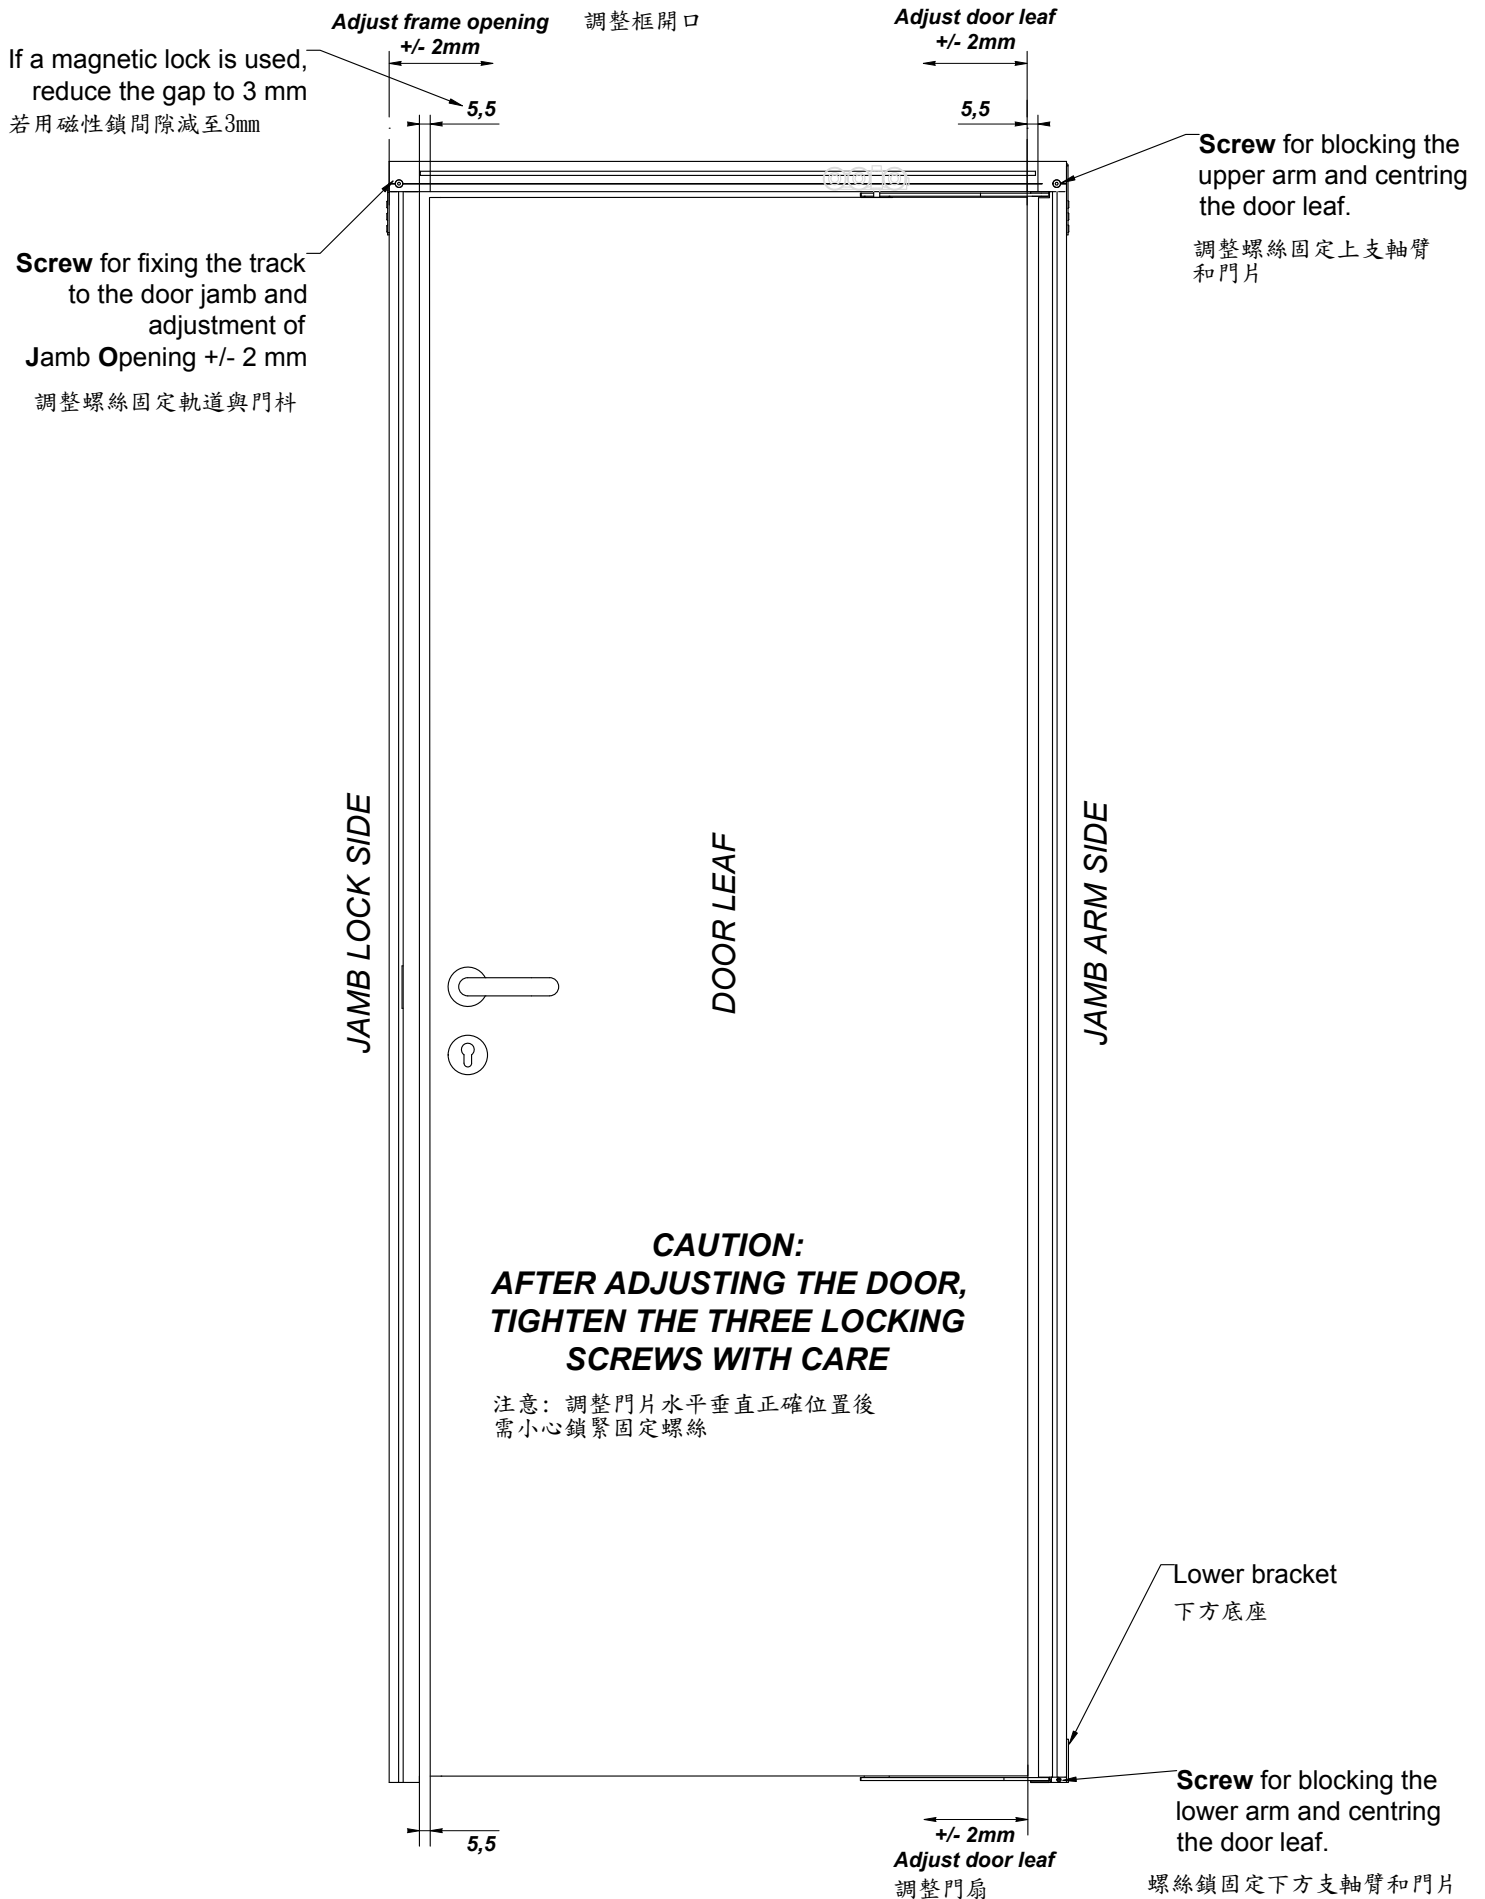 Adjust frame opening
+/- 2mm
調整框開口
Adjust door leaf
+/- 2mm
If a magnetic lock is used,
reduce the gap to 3 mm
若用磁性鎖間隙減至3mm
5,5
5,5
Screw for blocking the
upper arm and centring
the door leaf.
調整螺絲固定上支軸臂
和門片
Screw for fixing the track
to the door jamb and
adjustment of
Jamb Opening +/- 2 mm
調整螺絲固定軌道與門枓
JAMB LOCK SIDE
DOOR LEAF
JAMB ARM SIDE
CAUTION:
AFTER ADJUSTING THE DOOR,
TIGHTEN THE THREE LOCKING
SCREWS WITH CARE
注意: 調整門片水平垂直正確位置後
需小心鎖緊固定螺絲
Lower bracket
下方底座
Screw for blocking the
lower arm and centring
the door leaf.
螺絲鎖固定下方支軸臂和門片
5,5
+/- 2mm
Adjust door leaf
調整門扇